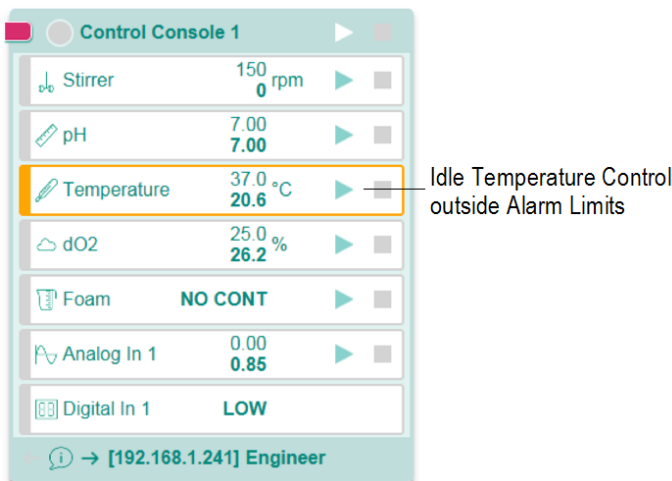 Control Console 1
Stirrer 150 rpm
0
pH 7.00
7.00
Temperature 37.0 °C
20.6
Idle Temperature Control
outside Alarm Limits
dO2 25.0 %
26.2
Foam NO CONT
Analog In 1 0.00
0.85
Digital In 1 LOW
→ [192.168.1.241] Engineer